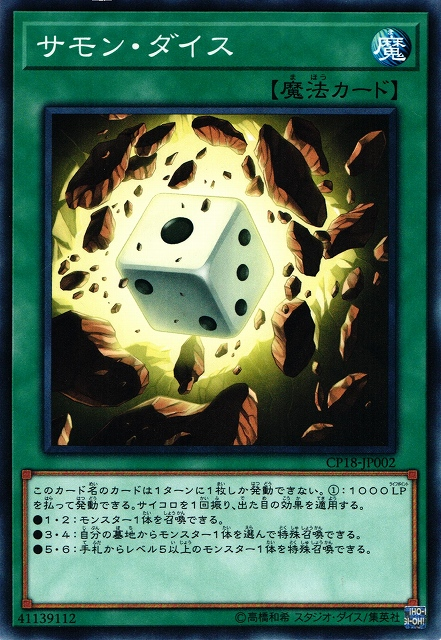 サモン・ダイス
魔
【魔法カード】
CP18-JP002
このカード名のカードは1ターンに1枚しか発動できない。①:1000LP
を払って発動できる。サイコロを1回振り、出た目の効果を適用する。
●1・2:モンスター1体を召喚できる。
●3・4:自分の墓地からモンスター1体を選んで特殊召喚できる。
●5・6:手札からレベル5以上のモンスター1体を特殊召喚できる。
41139112
©高橋和希 スタジオ・ダイス/集英社